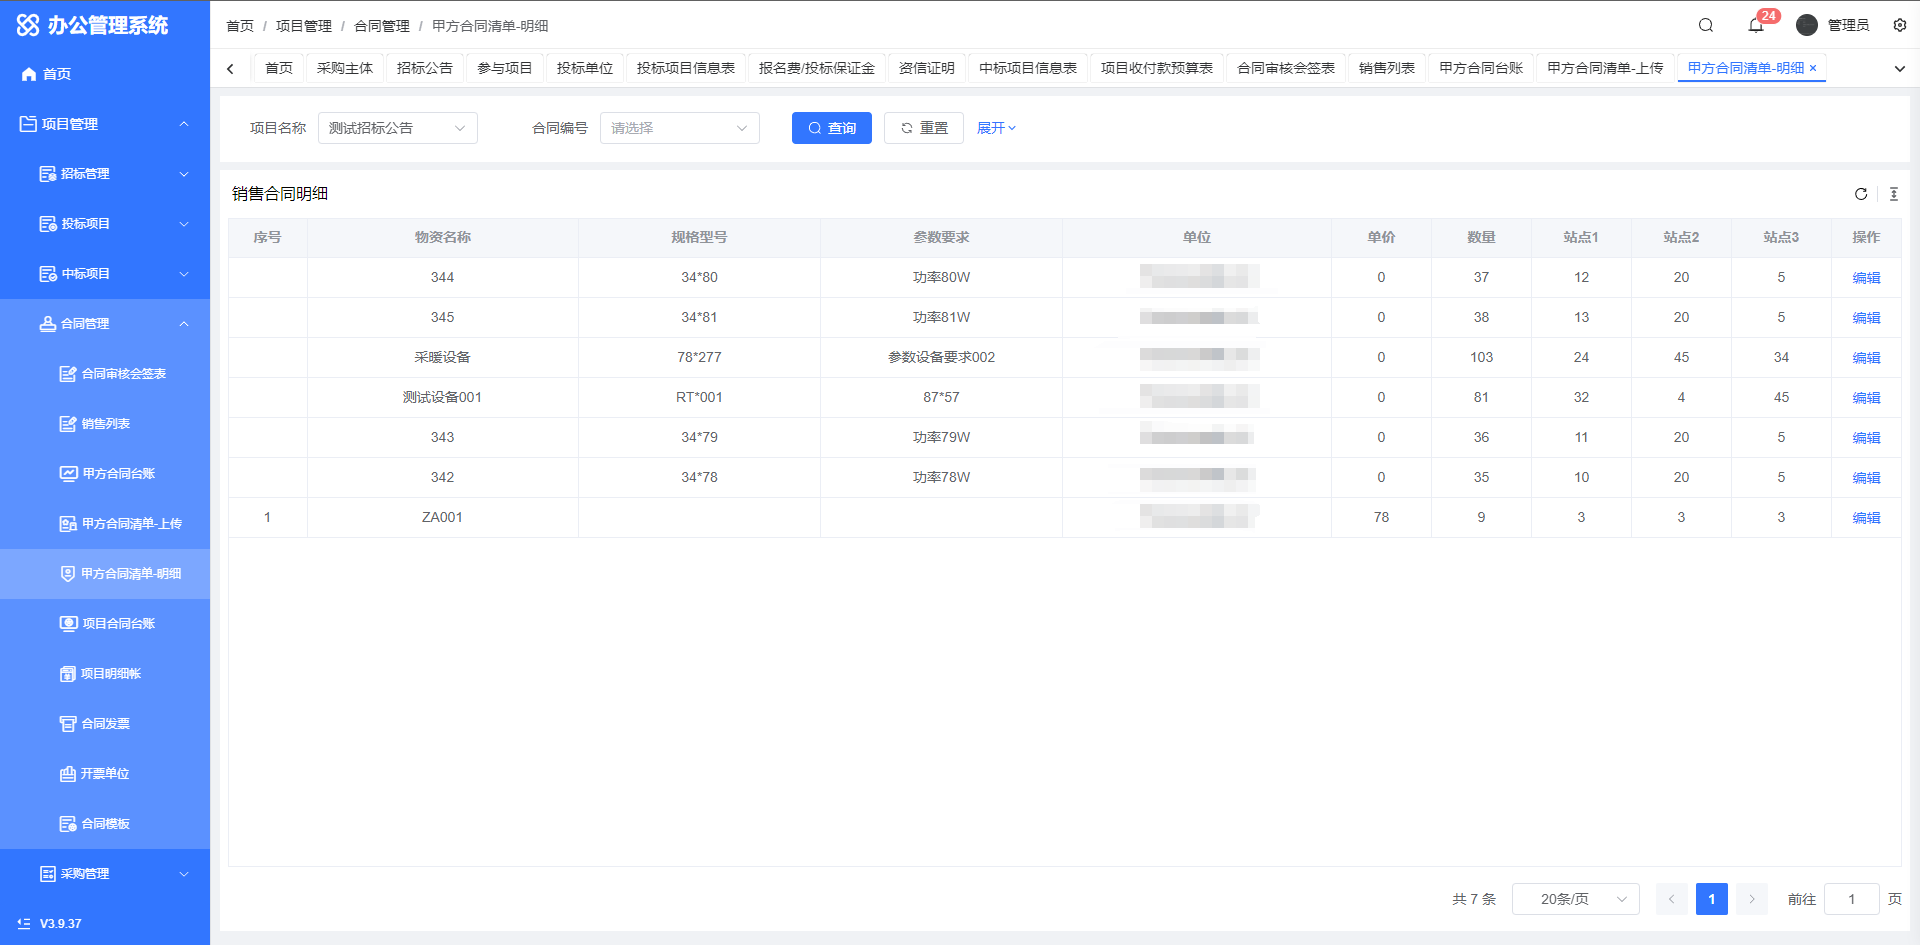 办公管理系统
首页 / 项目管理 / 合同管理 / 甲方合同清单-明细
24
管理员
首页 采购主体 招标公告 参与项目 投标单位 投标项目信息表 报名费/投标保证金 资信证明 中标项目信息表 项目收付款预算表 合同审核会签表 销售列表 甲方合同台账 甲方合同清单-上传 甲方合同清单-明细 ×
首页
项目管理
招标管理
投标项目
中标项目
合同管理
合同审核会签表
销售列表
甲方合同台账
甲方合同清单-上传
甲方合同清单-明细
项目合同台账
项目明细帐
合同发票
开票单位
合同模板
采购管理
V3.9.37
项目名称 测试招标公告 合同编号 请选择 查询 重置 展开
销售合同明细
序号 物资名称 规格型号 参数要求 单位 单价 数量 站点1 站点2 站点3 操作
344 34*80 功率80W 0 37 12 20 5 编辑
345 34*81 功率81W 0 38 13 20 5 编辑
采暖设备 78*277 参数设备要求002 0 103 24 45 34 编辑
测试设备001 RT*001 87*57 0 81 32 4 45 编辑
343 34*79 功率79W 0 36 11 20 5 编辑
342 34*78 功率78W 0 35 10 20 5 编辑
1 ZA001 78 9 3 3 3 编辑
共 7 条 20条/页 1 前往 1 页